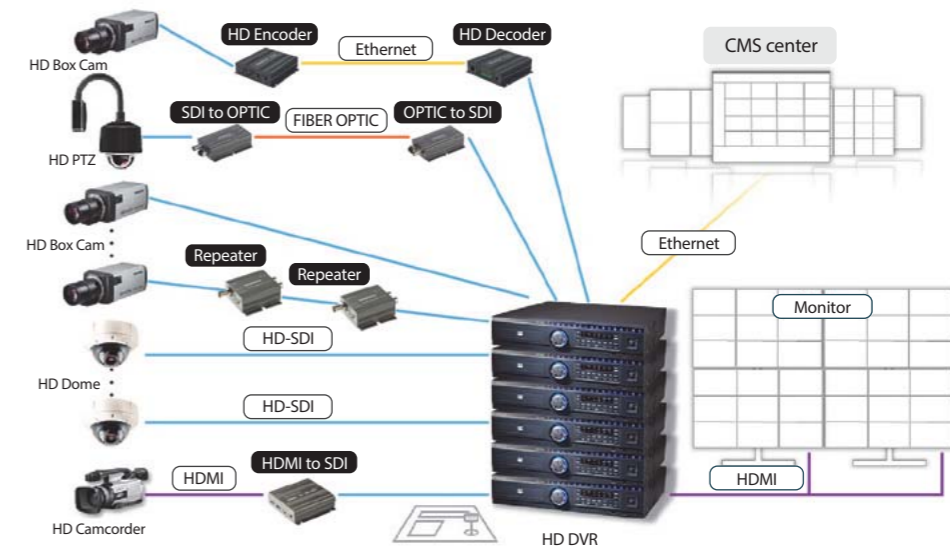 HD Encoder
Ethernet
HD Decoder
HD Box Cam
CMS center
SDI to OPTIC
FIBER OPTIC
OPTIC to SDI
HD PTZ
HD Box Cam
Ethernet
Repeater
Repeater
Monitor
HD-SDI
HD Dome
HD-SDI
HDMI to SDI
HDMI
HDMI
HD Camcorder
HD DVR